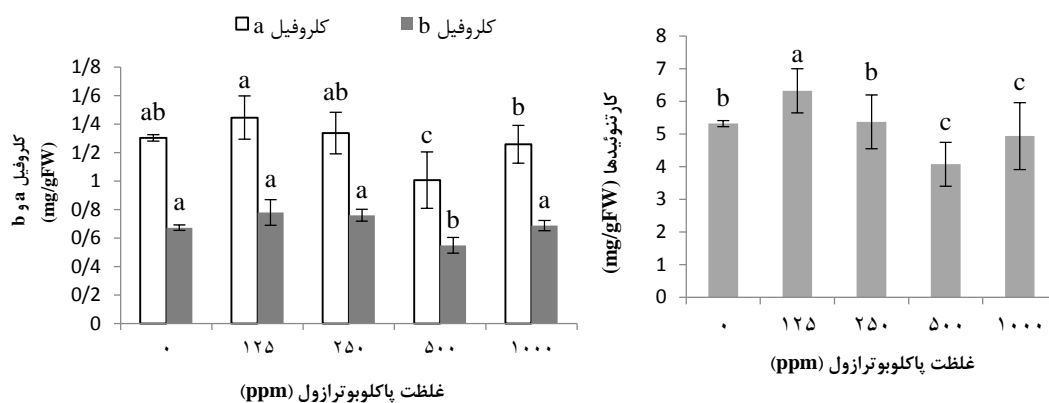 کلروفیل a کلروفیل b
1/8
1/6
1/4
1/2
1
0/8
0/6
0/4
0/2
0
کلروفیل a و b
(mg/gFW)
ab a ab c b
a a a b a
۰ ۱۲۵ ۲۵۰ ۵۰۰ ۱۰۰۰
غلظت پاکلوبوترازول (ppm)
8
7
6
5
4
3
2
1
0
کارتنوئیدها (mg/gFW)
b a b c c
۰ ۱۲۵ ۲۵۰ ۵۰۰ ۱۰۰۰
غلظت پاکلوبوترازول (ppm)